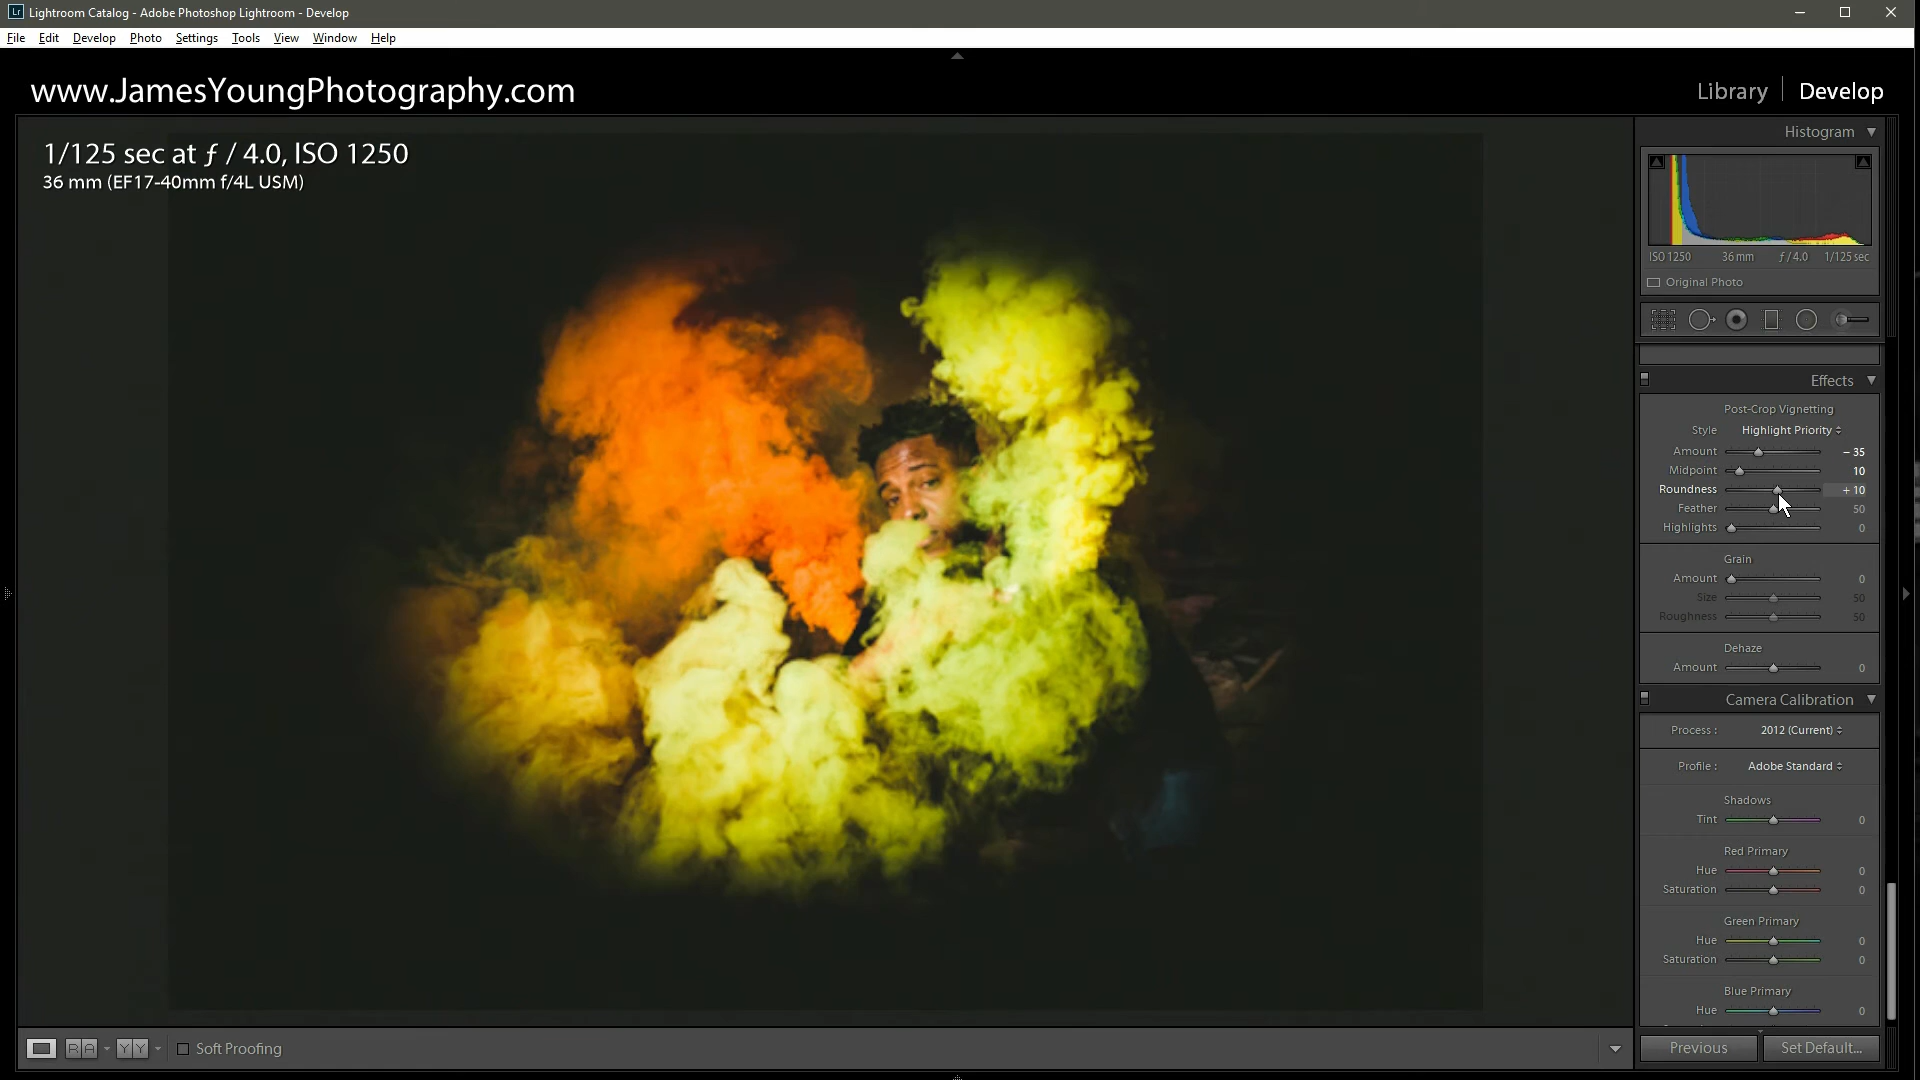 Lr Lightroom Catalog - Adobe Photoshop Lightroom - Develop
File Edit Develop Photo Settings Tools View Window Help
www.JamesYoungPhotography.com
Library | Develop
1/125 sec at ƒ / 4.0, ISO 1250
36 mm (EF17-40mm f/4L USM)
Histogram
ISO 1250 36 mm ƒ / 4.0 1/125 sec
Original Photo
Effects
Post-Crop Vignetting
Style Highlight Priority
Amount – 35
Midpoint 10
Roundness + 10
Feather 50
Highlights 0
Grain
Amount 0
Size 50
Roughness 50
Dehaze
Amount 0
Camera Calibration
Process : 2012 (Current)
Profile : Adobe Standard
Shadows
Tint 0
Red Primary
Hue 0
Saturation 0
Green Primary
Hue 0
Saturation 0
Blue Primary
Hue 0
R A Y Y Soft Proofing
Previous Set Default...